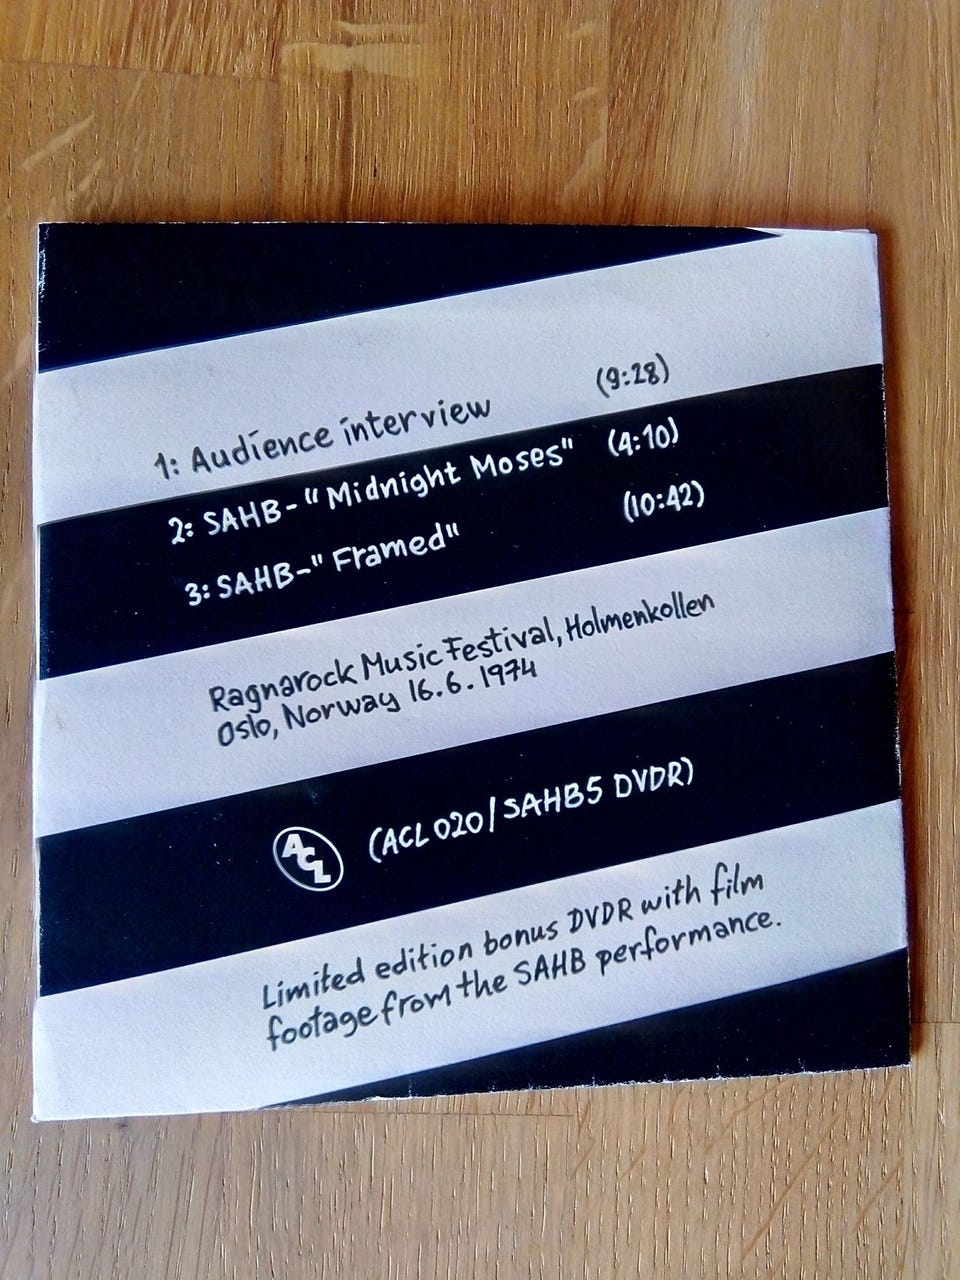 1: Audience interview (9:28)
2: SAHB-"Midnight Moses" (4:10)
3: SAHB-"Framed" (10:42)
Ragnarock Music Festival, Holmenkollen
Oslo, Norway 16.6.1974
ACL (ACL 020/SAHB5 DVDR)
Limited edition bonus DVDR with film
footage from the SAHB performance.